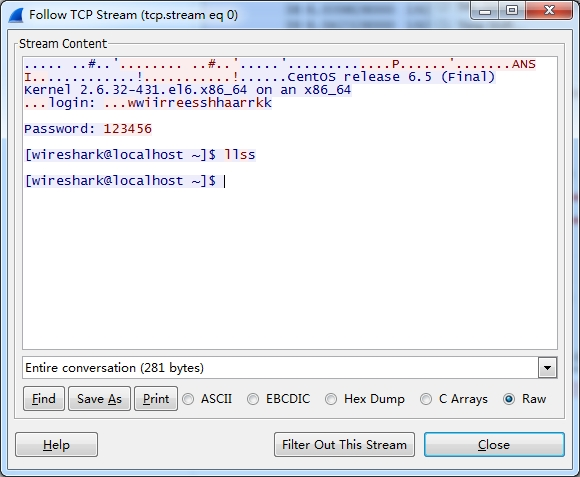 Follow TCP Stream (tcp.stream eq 0)
Stream Content
..... ..#..'........ ..#..'.....'..............P......'.......ANS
I..............!...........!......CentOS release 6.5 (Final)
Kernel 2.6.32-431.el6.x86_64 on an x86_64
...login: ...wwiirreesshhaarrkk
Password: 123456
[wireshark@localhost ~]$ llss
[wireshark@localhost ~]$
Entire conversation (281 bytes)
Find Save As Print ASCII EBCDIC Hex Dump C Arrays Raw
Help Filter Out This Stream Close